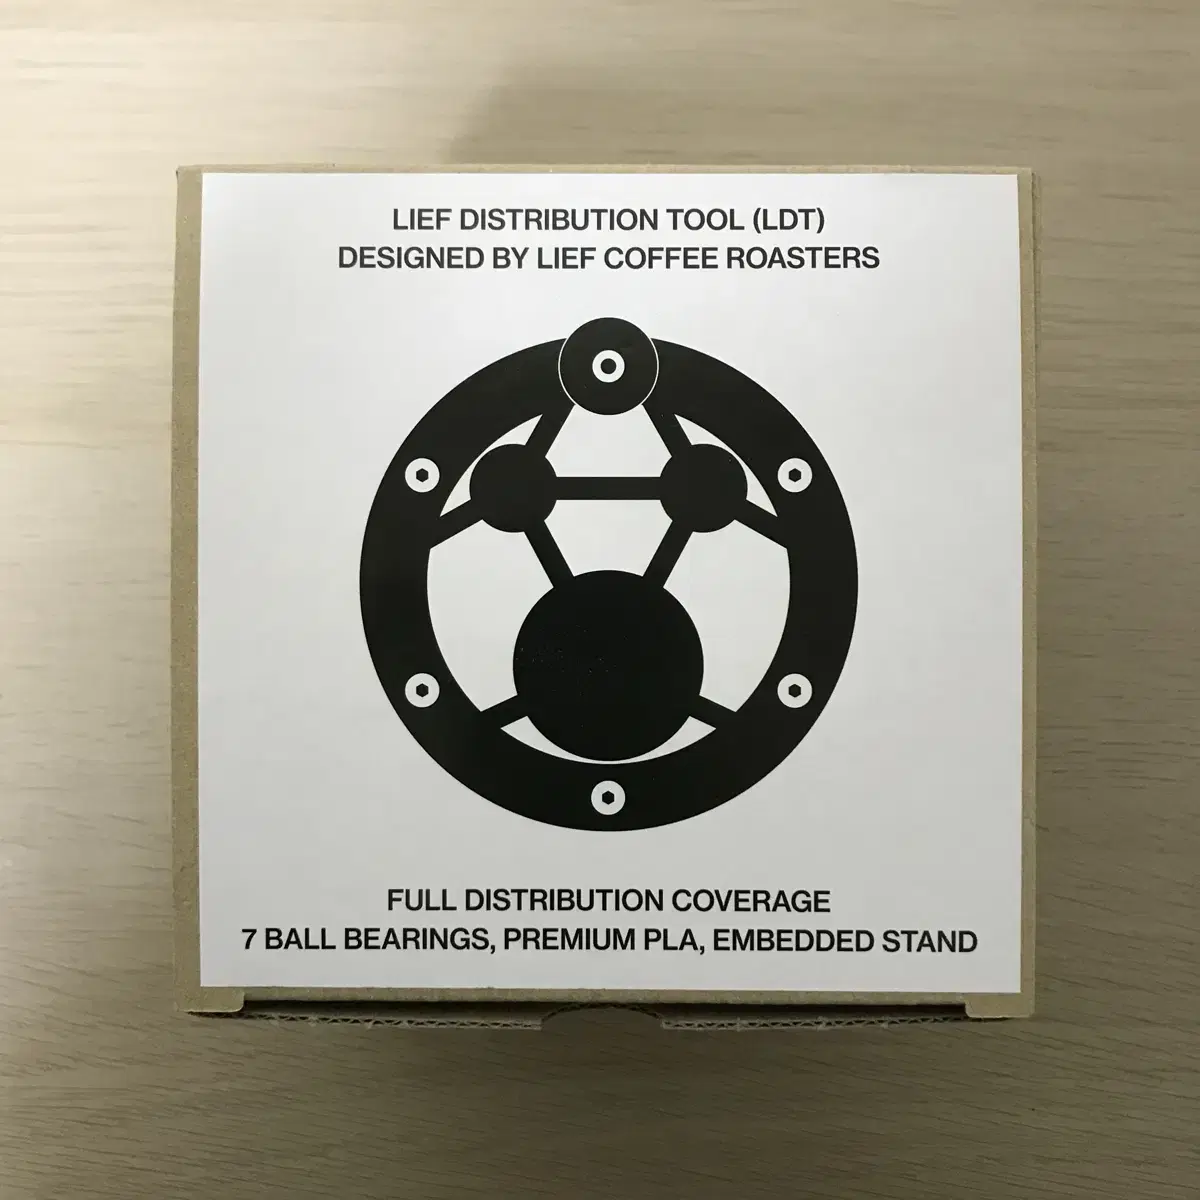 LIEF DISTRIBUTION TOOL (LDT)
DESIGNED BY LIEF COFFEE ROASTERS
FULL DISTRIBUTION COVERAGE
7 BALL BEARINGS, PREMIUM PLA, EMBEDDED STAND